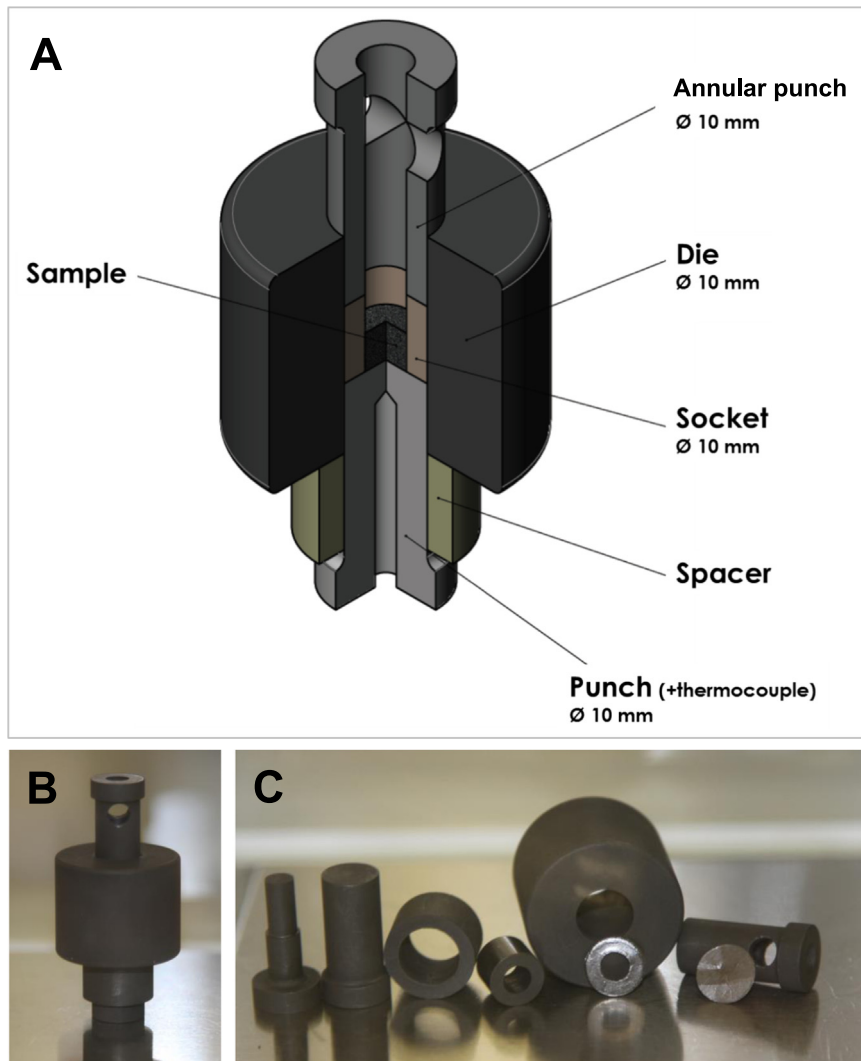 A
Annular punch
Ø 10 mm
Sample
Die
Ø 10 mm
Socket
Ø 10 mm
Spacer
Punch (+thermocouple)
Ø 10 mm
B
C